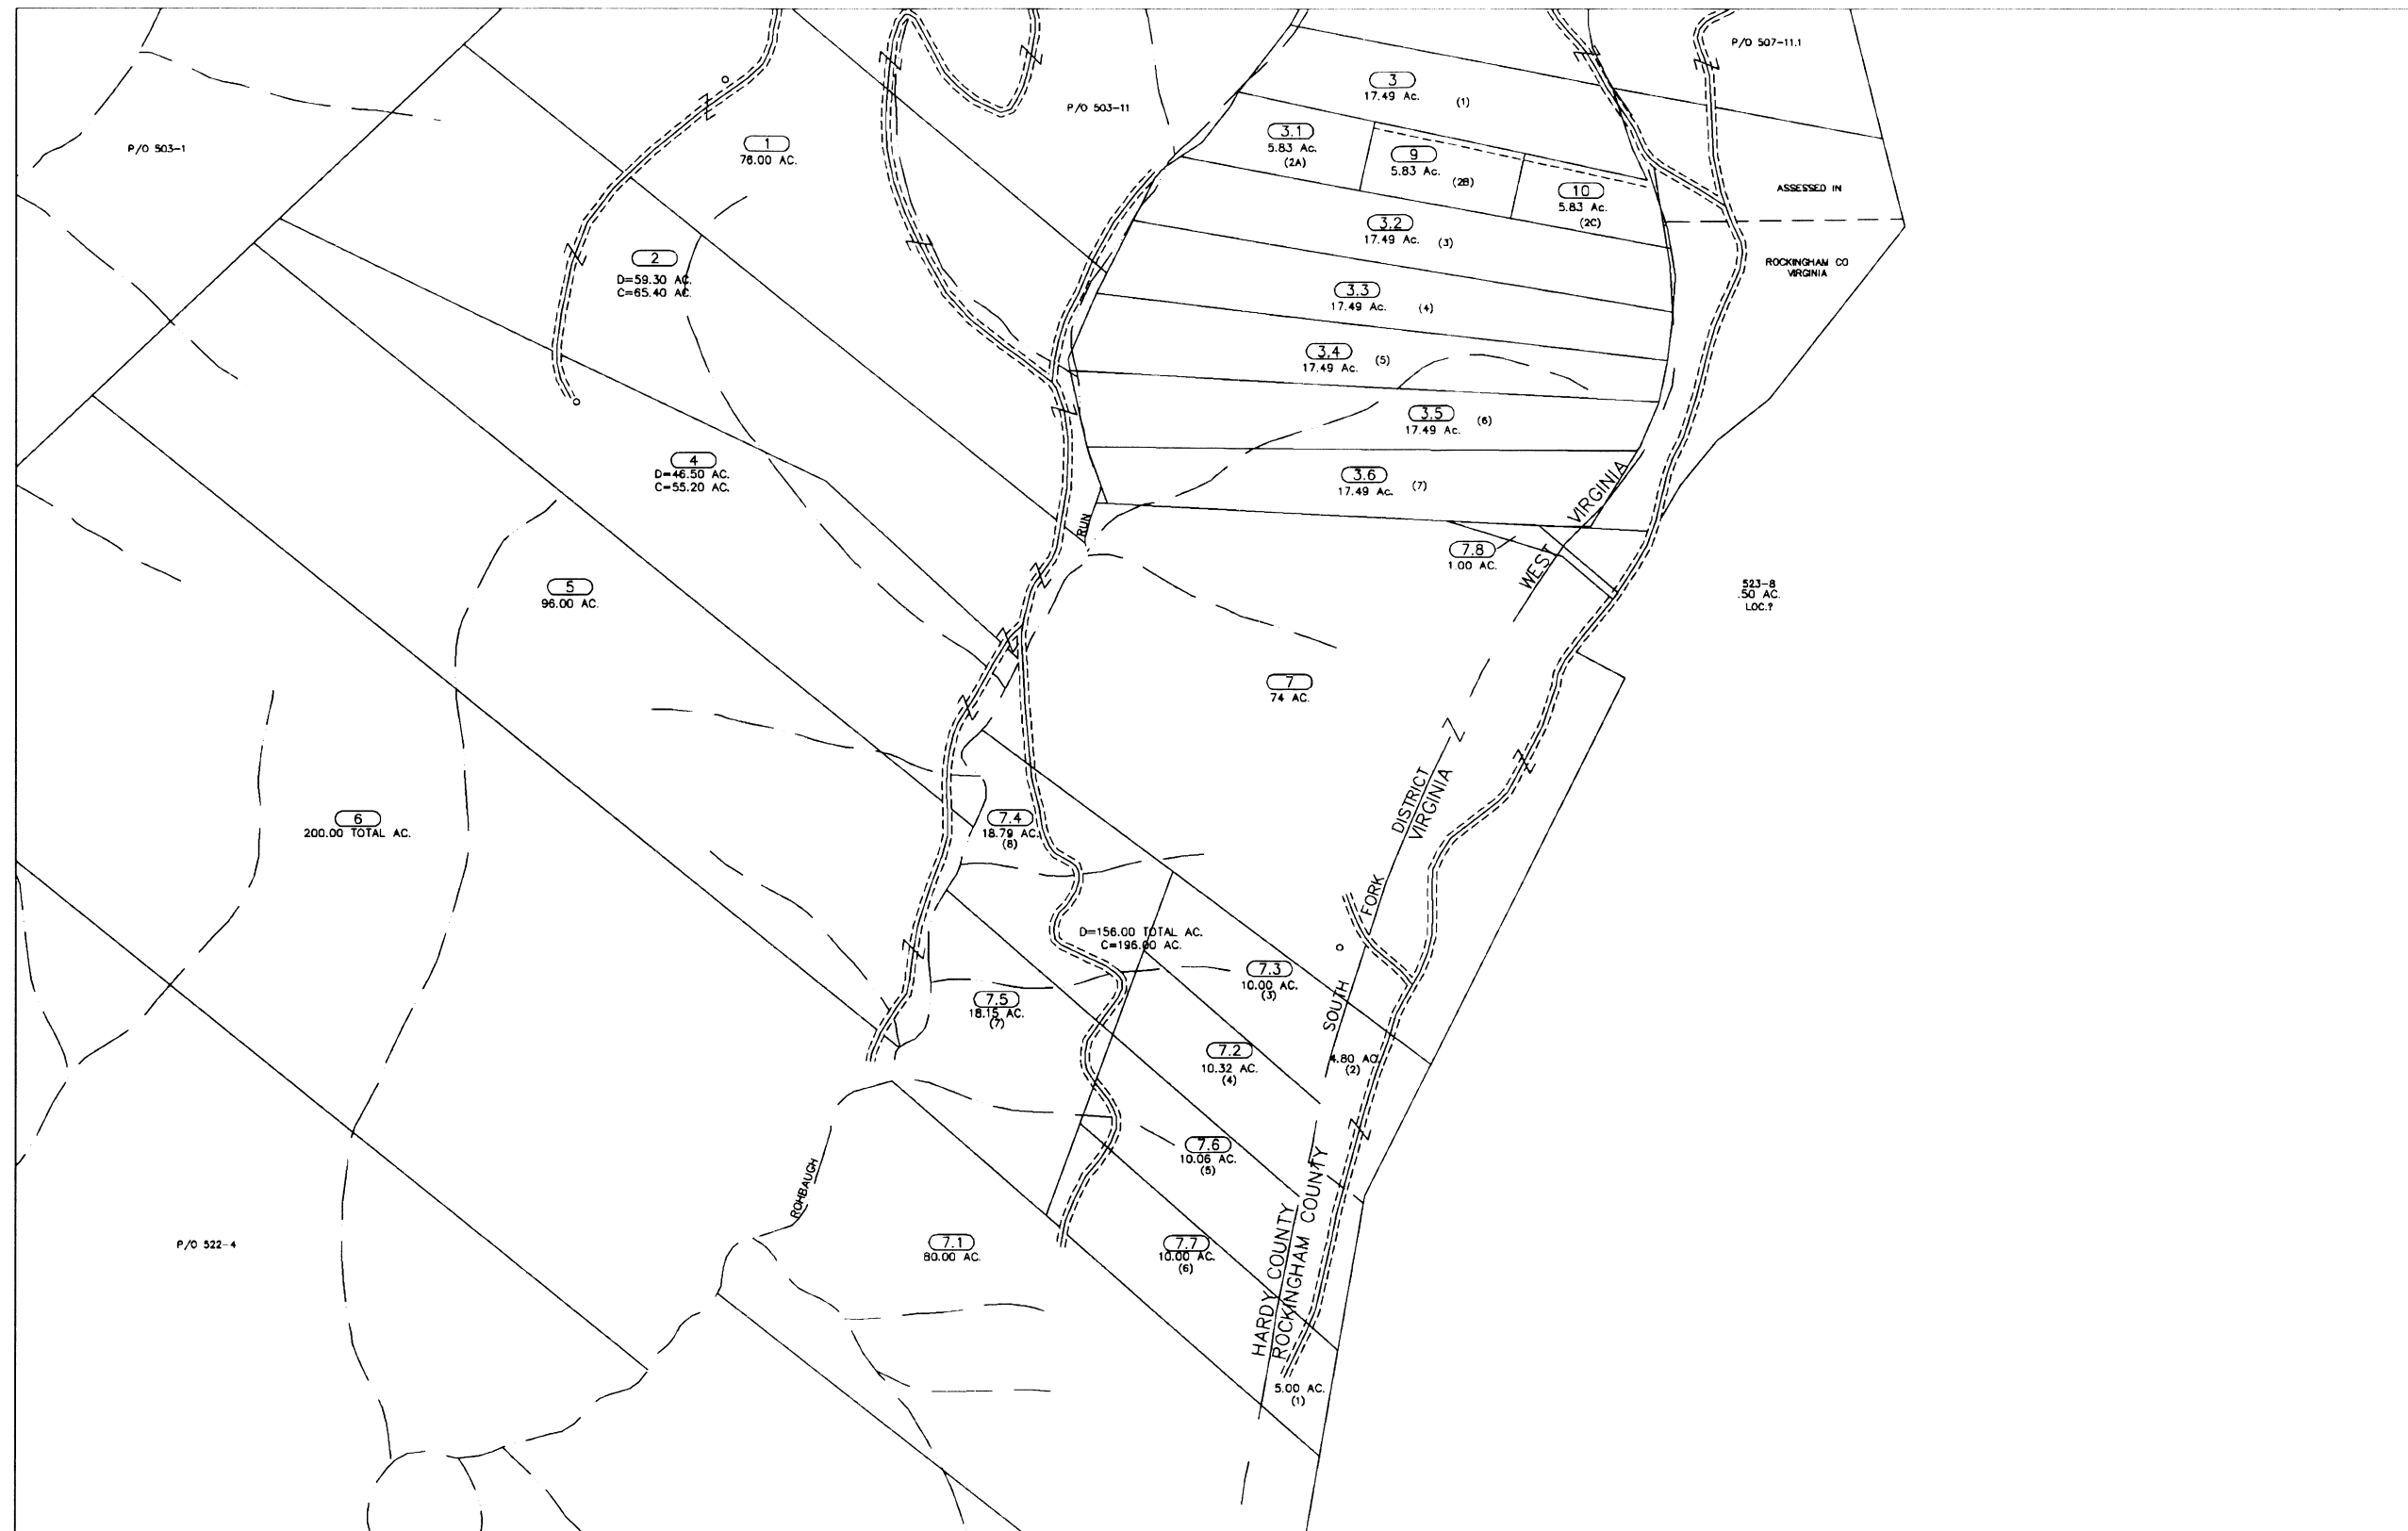 P/O 507-11.1
P/O 503-11
P/O 503-1
3
17.49 Ac. (1)
1
76.00 AC.
3.1
5.83 Ac.
(2A)
9
5.83 Ac. (2B)
10
5.83 Ac.
(2C)
ASSESSED IN
ROCKINGHAM CO
VIRGINIA
2
D=59.30 AC.
C=65.40 AC.
3.2
17.49 Ac. (3)
3.3
17.49 Ac. (4)
3.4
17.49 Ac. (5)
3.5
17.49 Ac. (6)
4
D=46.50 AC.
C=55.20 AC.
3.6
17.49 Ac. (7)
WEST VIRGINIA
RUN
7.8
1.00 AC.
5
96.00 AC.
523-8
.50 AC.
LOC.?
7
74 AC.
6
200.00 TOTAL AC.
7.4
18.79 AC.
(8)
SOUTH FORK DISTRICT
VIRGINIA
D=156.00 TOTAL AC.
C=196.00 AC.
7.3
10.00 AC.
(3)
7.5
18.15 AC.
(7)
7.2
10.32 AC.
(4)
4.80 AC.
(2)
7.6
10.06 AC.
(5)
ROHBAUGH
P/O 522-4
7.1
80.00 AC.
7.7
10.00 AC.
(6)
HARDY COUNTY
ROCKINGHAM COUNTY
5.00 AC.
(1)